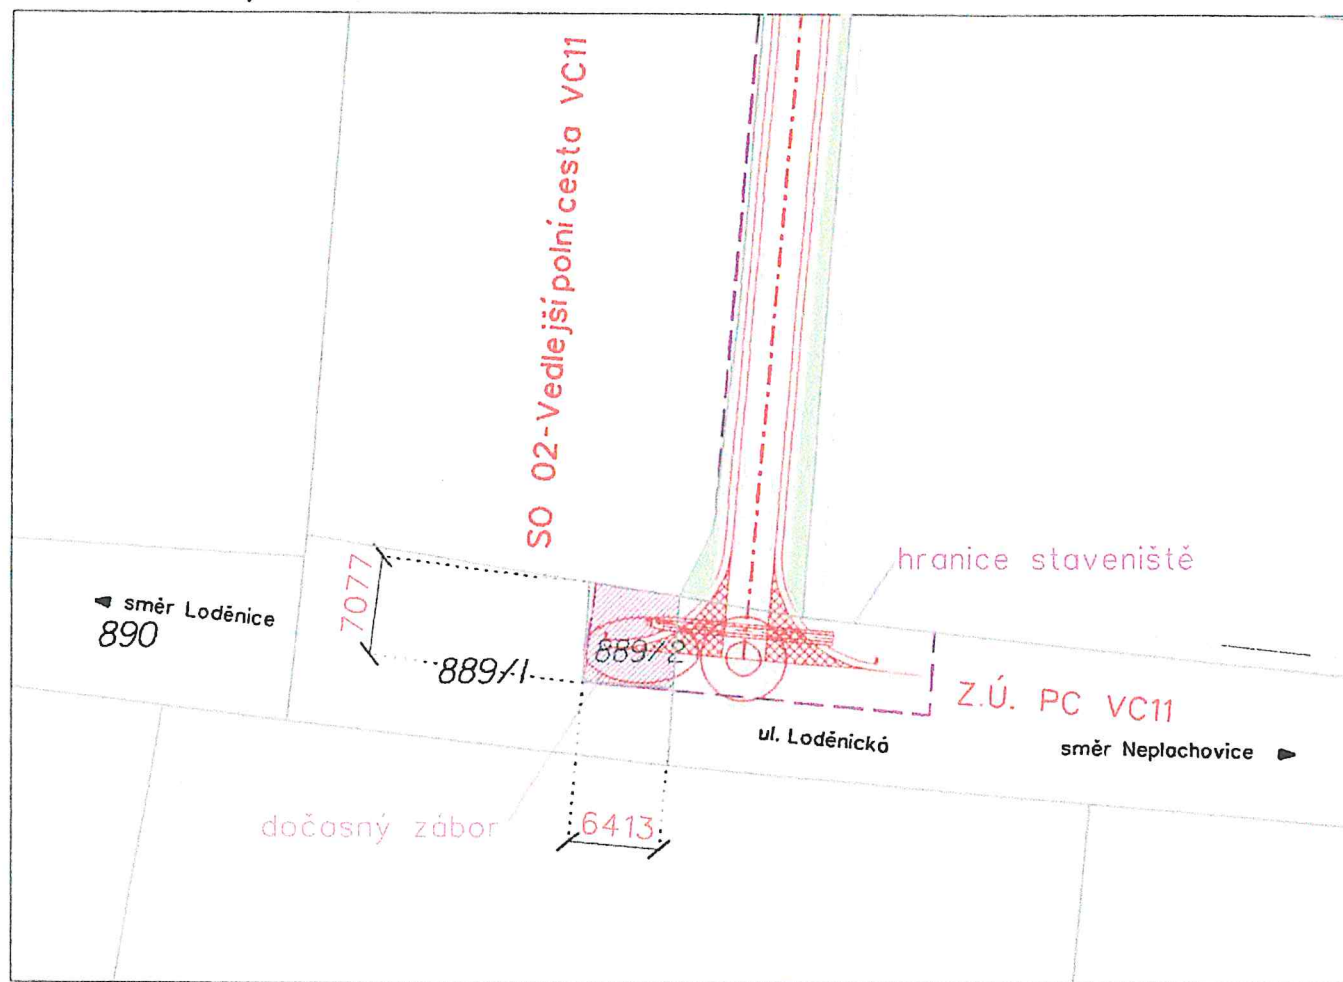 SO 02-Vedlejší polní cesta VC11
hranice staveniště
7077
směr Loděnice
890
889/1
889/2
Z.Ú. PC VC11
ul. Loděnická
směr Neplachovice
dočasný zábor
6413